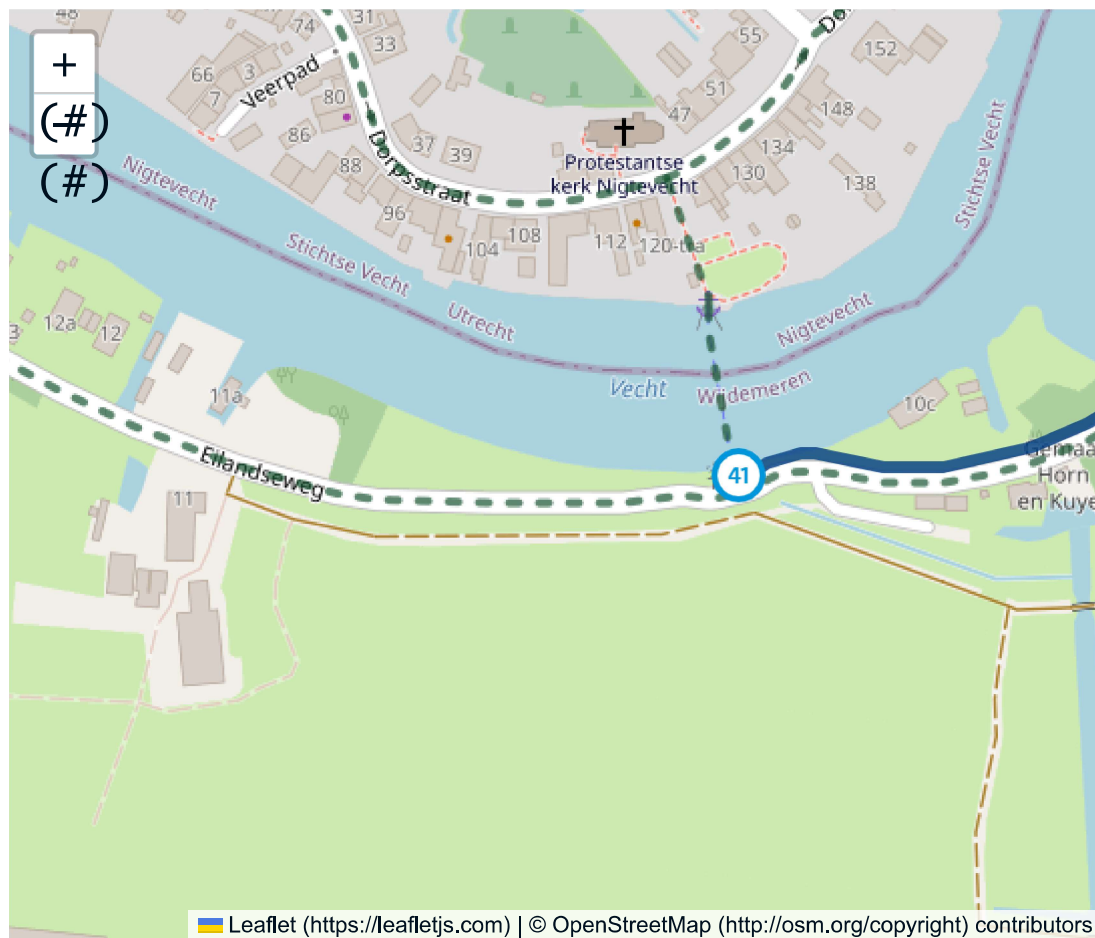 48
74
31
33
55
Do
152
+
66
3
7
Veerpad
80
51
47
148
(-#)
86
37
39
Dorpsstraat
134
Protestantse
kerk Nigtevecht
88
130
138
(#)
Nigtevecht
Stichtse Vecht
96
104
108
112
120-tra
Stichtse Vecht
Utrecht
Nigtevecht
12a
12
3
Vecht
Wijdemeren
11a
10c
Eilandseweg
41
Gemaa
Horn
en Kuye
11
Leaflet (https://leafletjs.com) | © OpenStreetMap (http://osm.org/copyright) contributors